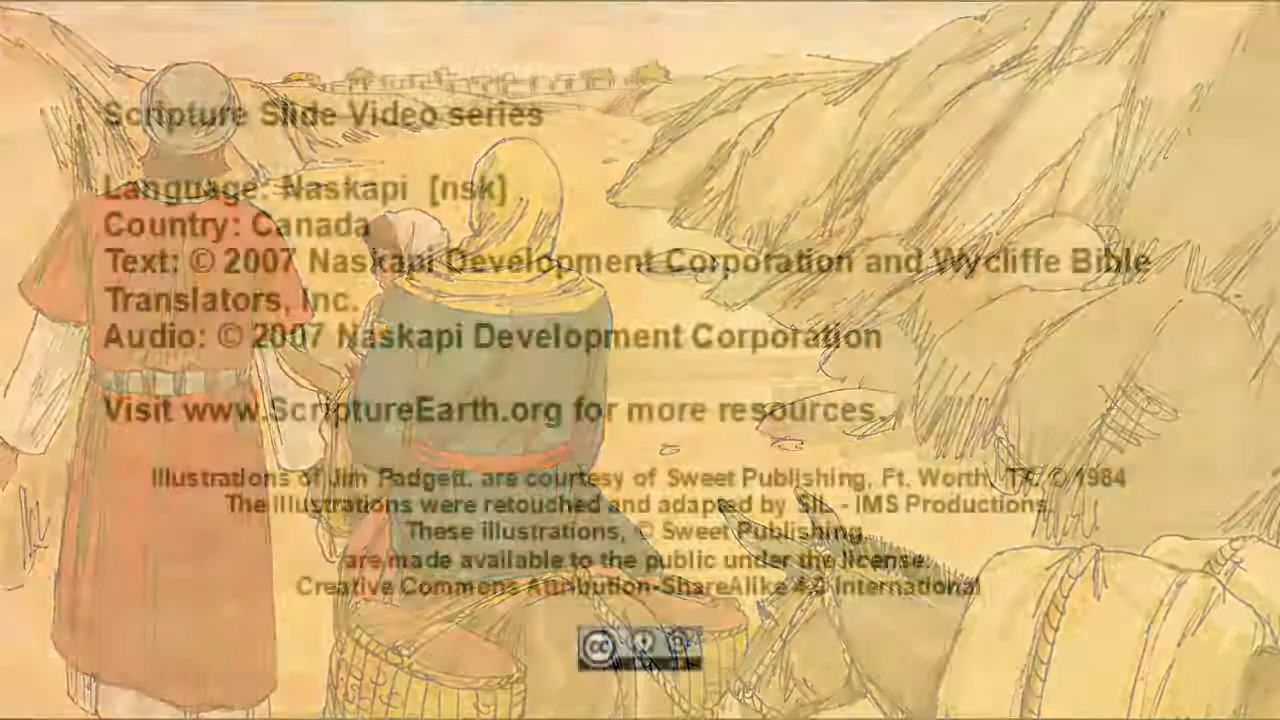 Scripture Slide Video series
Language: Naskapi [nsk]
Country: Canada
Text: © 2007 Naskapi Development Corporation and Wycliffe Bible
Translators, Inc.
Audio: © 2007 Naskapi Development Corporation
Visit www.ScriptureEarth.org for more resources.
Illustrations of Jim Padgett, are courtesy of Sweet Publishing, Ft. Worth, TX, © 1984
The Illustrations were retouched and adapted by SIL - IMS Productions.
These illustrations, © Sweet Publishing
are made available to the public under the license:
Creative Commons Attribution-ShareAlike 4.0 International
cc